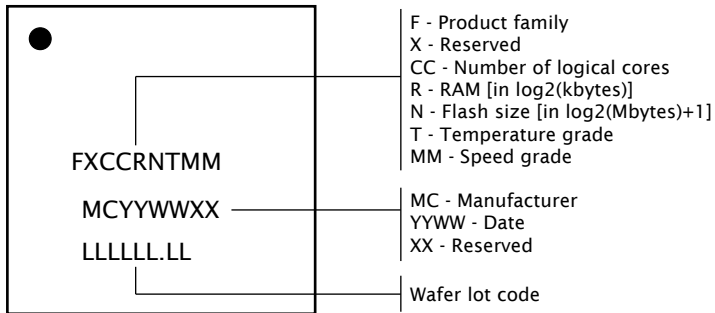 F - Product family
X - Reserved
CC - Number of logical cores
R - RAM [in log2(kbytes)]
N - Flash size [in log2(Mbytes)+1]
T - Temperature grade
MM - Speed grade
FXCCRNTMM
MCYYWWXX
MC - Manufacturer
YYWW - Date
XX - Reserved
LLLLLL.LL
Wafer lot code